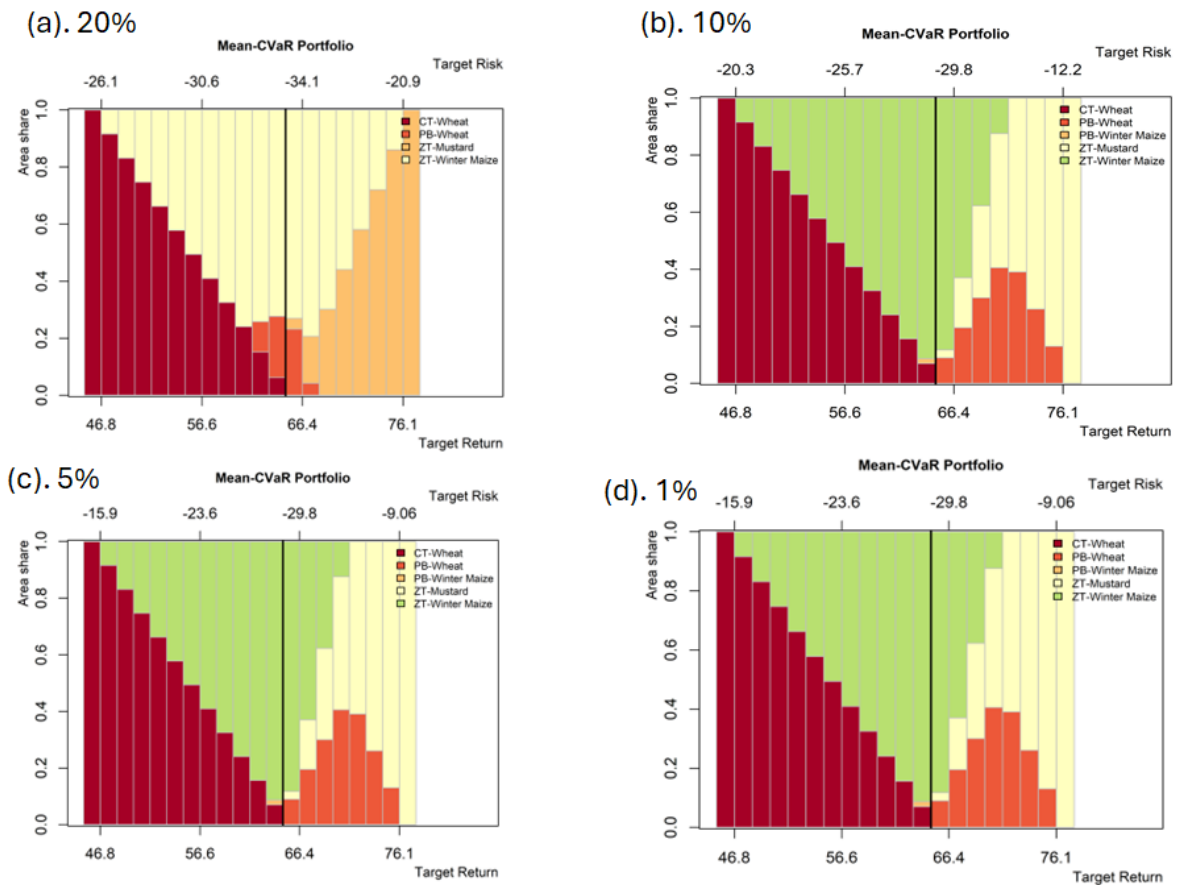 (a). 20%
Mean-CVaR Portfolio
Target Risk
-26.1 -30.6 -34.1 -20.9
Area share
0.0 0.2 0.4 0.6 0.8 1.0
CT-Wheat
PB-Wheat
ZT-Mustard
ZT-Winter Maize
46.8 56.6 66.4 76.1
Target Return
(b). 10%
Mean-CVaR Portfolio
Target Risk
-20.3 -25.7 -29.8 -12.2
Area share
0.0 0.2 0.4 0.6 0.8 1.0
CT-Wheat
PB-Wheat
PB-Winter Maize
ZT-Mustard
ZT-Winter Maize
46.8 56.6 66.4 76.1
Target Return
(c). 5%
Mean-CVaR Portfolio
Target Risk
-15.9 -23.6 -29.8 -9.06
Area share
0.0 0.2 0.4 0.6 0.8 1.0
CT-Wheat
PB-Wheat
PB-Winter Maize
ZT-Mustard
ZT-Winter Maize
46.8 56.6 66.4 76.1
Target Return
(d). 1%
Mean-CVaR Portfolio
Target Risk
-15.9 -23.6 -29.8 -9.06
Area share
0.0 0.2 0.4 0.6 0.8 1.0
CT-Wheat
PB-Wheat
PB-Winter Maize
ZT-Mustard
ZT-Winter Maize
46.8 56.6 66.4 76.1
Target Return